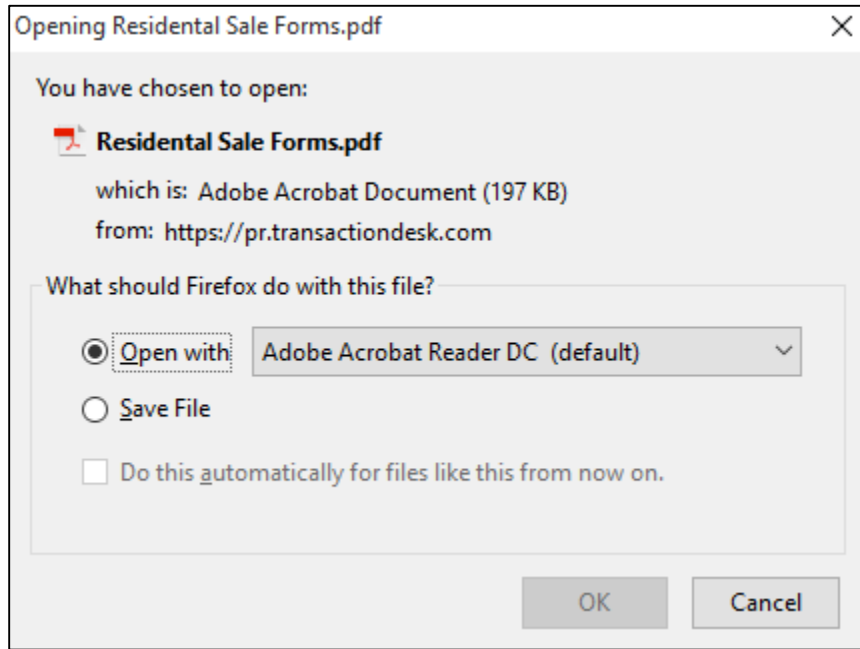 Opening Residental Sale Forms.pdf
You have chosen to open:
Residental Sale Forms.pdf
which is: Adobe Acrobat Document (197 KB)
from: https://pr.transactiondesk.com
What should Firefox do with this file?
Open with Adobe Acrobat Reader DC (default)
Save File
Do this automatically for files like this from now on.
OK Cancel